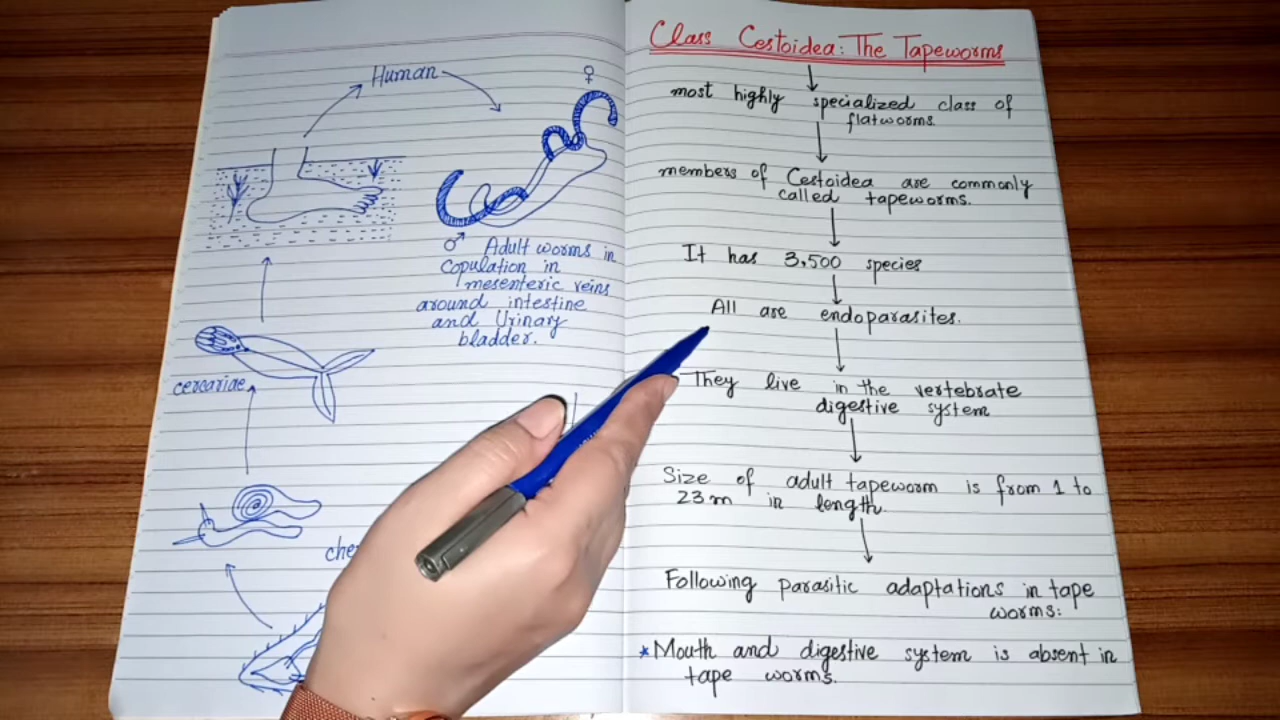 Human
♀
♂ Adult worms in
copulation in
mesenteric veins
around intestine
and Urinary
bladder.
cercariae
Class Cestoidea: The Tapeworms
most highly specialized class of
flatworms.
members of Cestoidea are commonly
called tapeworms.
It has 3,500 species
All are endoparasites.
They live in the vertebrate
digestive system
Size of adult tapeworm is from 1 to
23 m in length.
Following parasitic adaptations in tape
worms:
* Mouth and digestive system is absent in
tape worms.